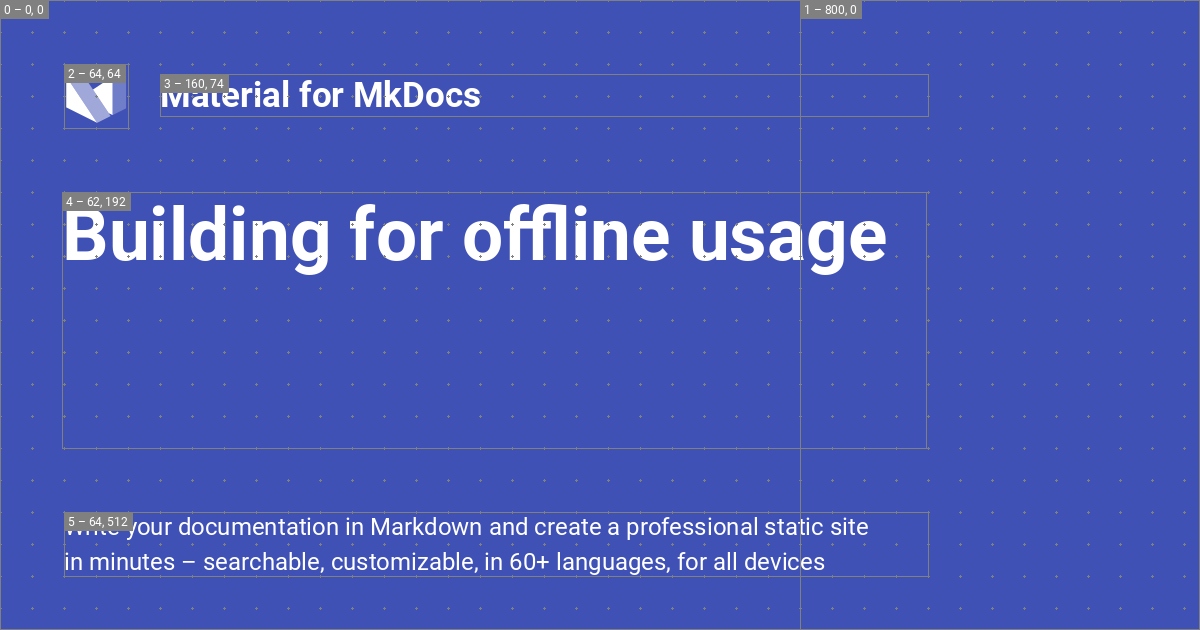 0 – 0, 0
1 – 800, 0
2 – 64, 64
3 – 160, 74
Material for MkDocs
4 – 62, 192
Building for offline usage
5 – 64, 512
Write your documentation in Markdown and create a professional static site
in minutes – searchable, customizable, in 60+ languages, for all devices